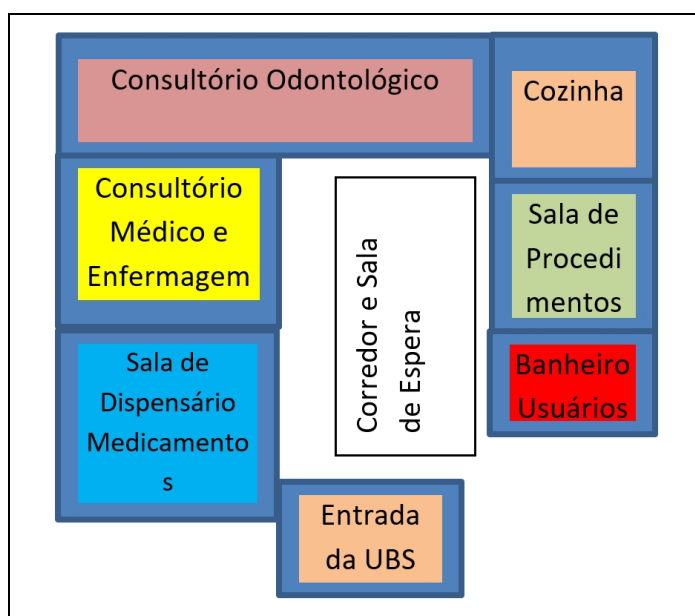 Consultório Odontológico
Cozinha
Consultório
Médico e
Enfermagem
Corredor e Sala
de Espera
Sala de
Procedi
mentos
Sala de
Dispensário
Medicamento
s
Banheiro
Usuários
Entrada
da UBS